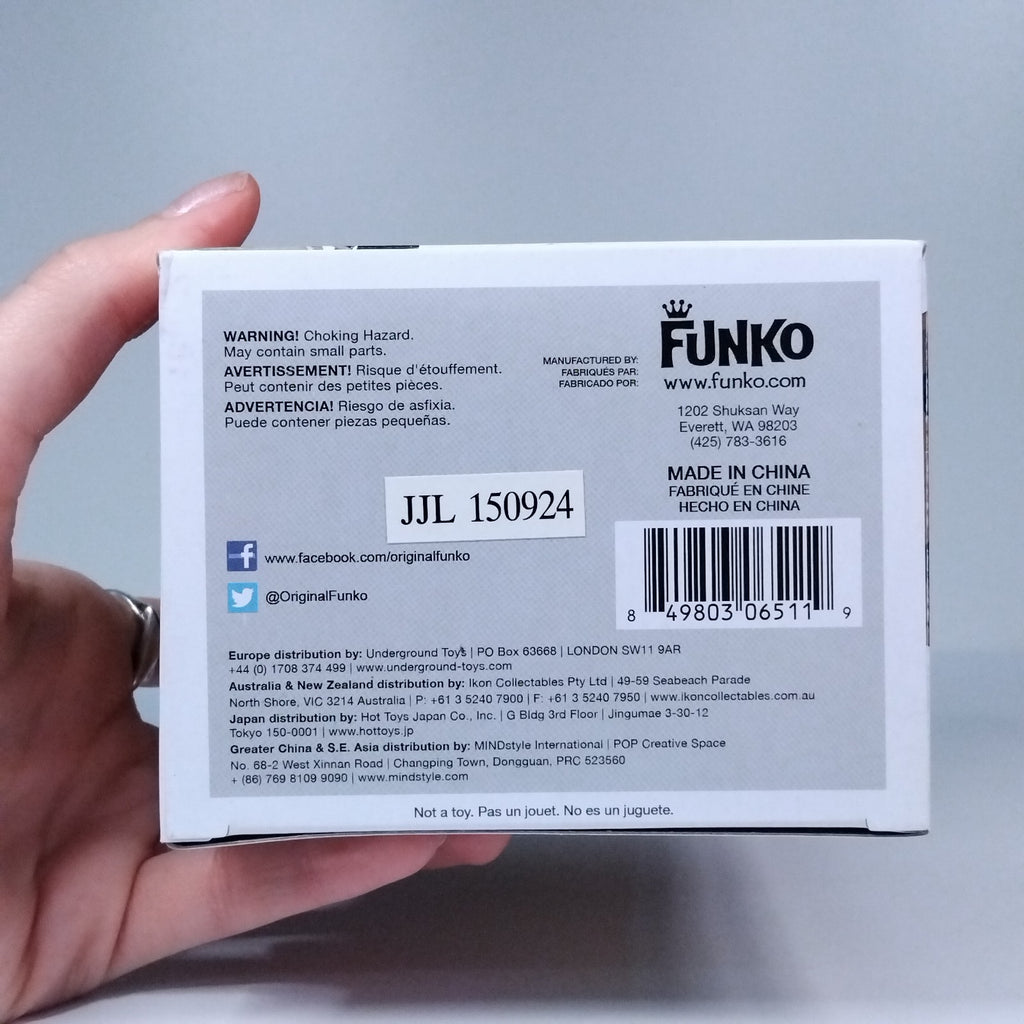 WARNING! Choking Hazard.
May contain small parts.
AVERTISSEMENT! Risque d'étouffement.
Peut contenir des petites pièces.
ADVERTENCIA! Riesgo de asfixia.
Puede contener piezas pequeñas.
MANUFACTURED BY:
FABRIQUÉS PAR:
FABRICADO POR:
FUNKO
www.funko.com
1202 Shuksan Way
Everett, WA 98203
(425) 783-3616
MADE IN CHINA
FABRIQUÉ EN CHINE
HECHO EN CHINA
JJL 150924
f www.facebook.com/originalfunko
@OriginalFunko
8 49803 06511 9
Europe distribution by: Underground Toys | PO Box 63668 | LONDON SW11 9AR
+44 (0) 1708 374 499 | www.underground-toys.com
Australia & New Zealand distribution by: Ikon Collectables Pty Ltd | 49-59 Seabeach Parade
North Shore, VIC 3214 Australia | P: +61 3 5240 7900 | F: +61 3 5240 7950 | www.ikoncollectables.com.au
Japan distribution by: Hot Toys Japan Co., Inc. | G Bldg 3rd Floor | Jingumae 3-30-12
Tokyo 150-0001 | www.hottoys.jp
Greater China & S.E. Asia distribution by: MINDstyle International | POP Creative Space
No. 68-2 West Xinnan Road | Changping Town, Dongguan, PRC 523560
+ (86) 769 8109 9090 | www.mindstyle.com
Not a toy. Pas un jouet. No es un juguete.